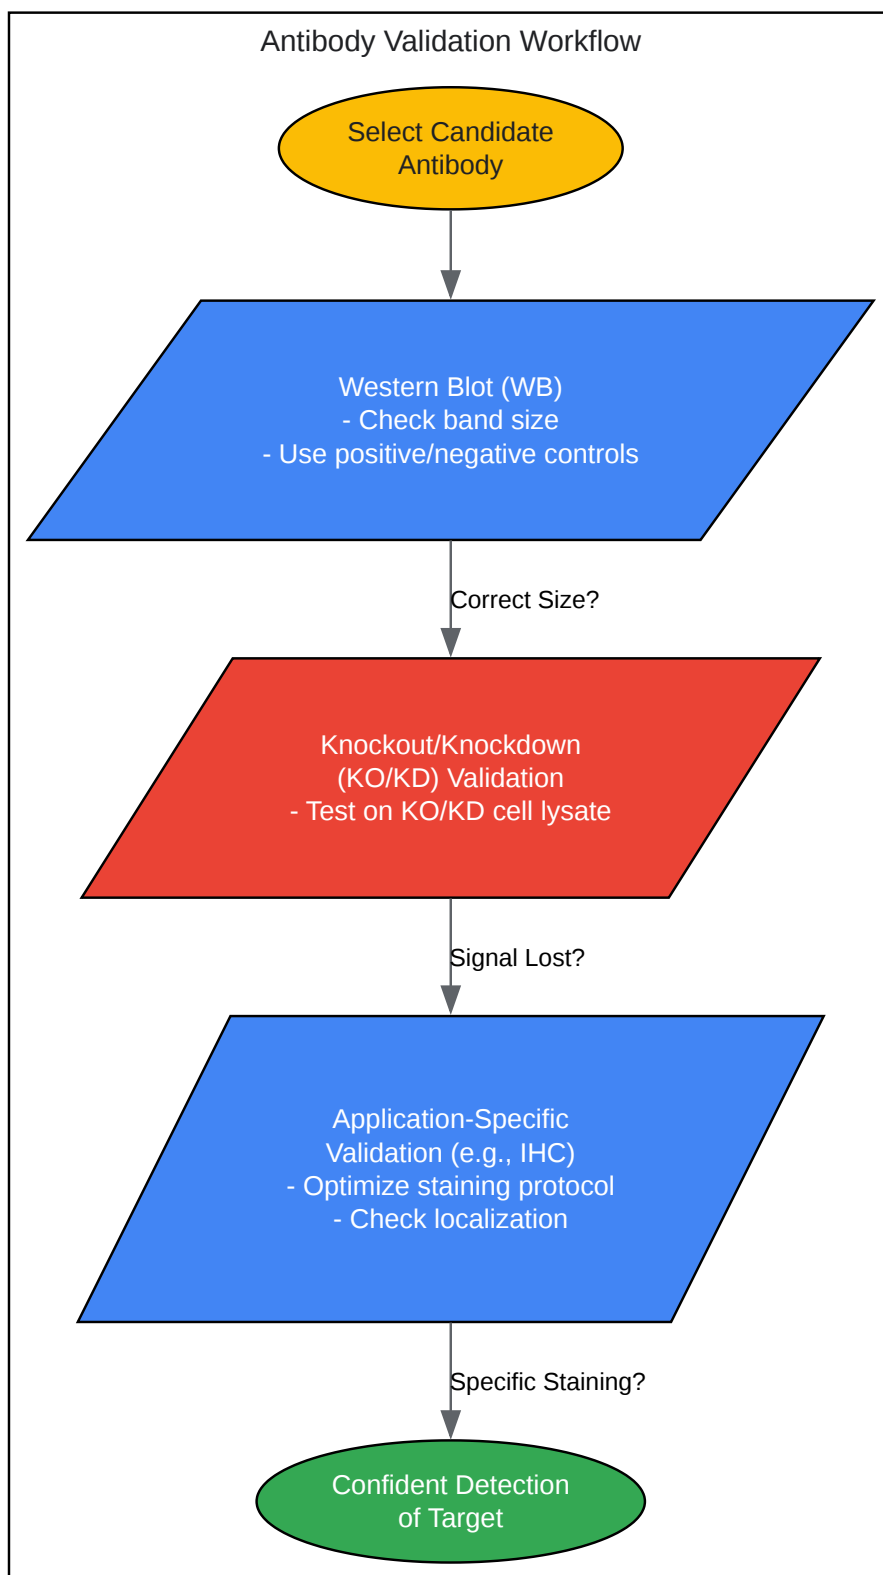 Antibody Validation Workflow
Select Candidate
Antibody
Western Blot (WB)
- Check band size
- Use positive/negative controls
Correct Size?
Knockout/Knockdown
(KO/KD) Validation
- Test on KO/KD cell lysate
Signal Lost?
Application-Specific
Validation (e.g., IHC)
- Optimize staining protocol
- Check localization
Specific Staining?
Confident Detection
of Target